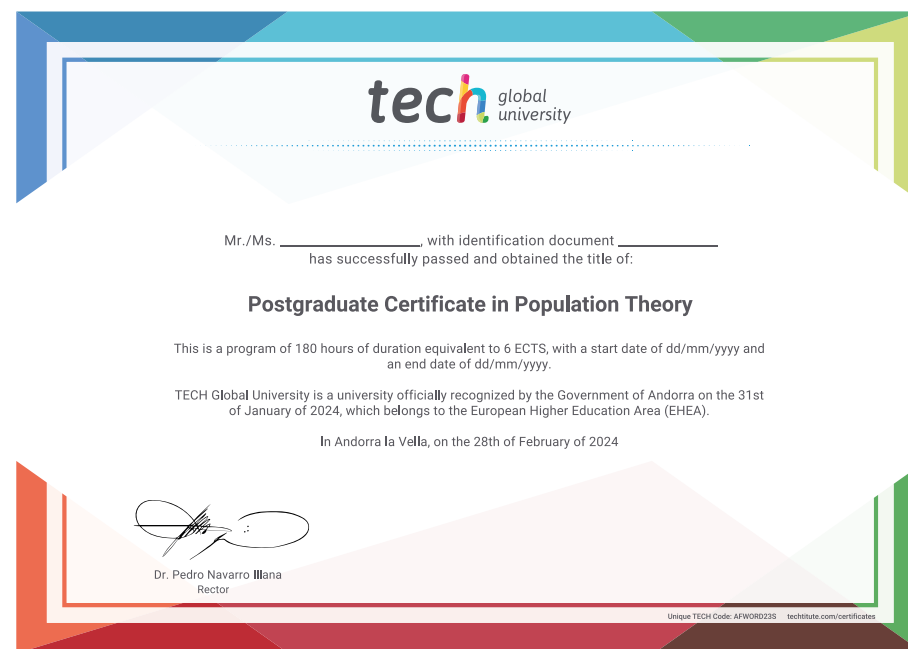 tech global
university
Mr./Ms. ____________, with identification document ____________
has successfully passed and obtained the title of:
Postgraduate Certificate in Population Theory
This is a program of 180 hours of duration equivalent to 6 ECTS, with a start date of dd/mm/yyyy and
an end date of dd/mm/yyyy.
TECH Global University is a university officially recognized by the Government of Andorra on the 31st
of January of 2024, which belongs to the European Higher Education Area (EHEA).
In Andorra la Vella, on the 28th of February of 2024
Dr. Pedro Navarro Illana
Rector
Unique TECH Code: AFWORD23S techtitute.com/certificates